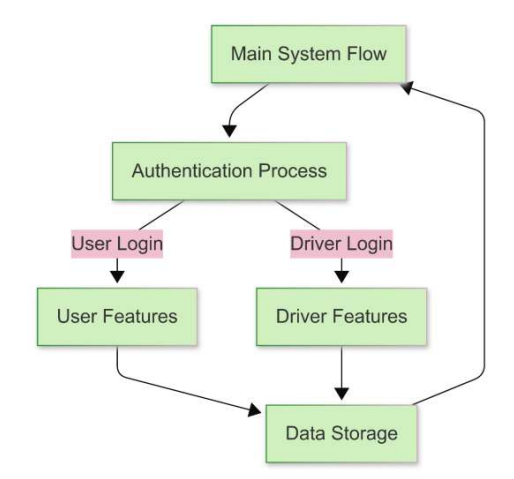 Main System Flow
Authentication Process
User Login
Driver Login
User Features
Driver Features
Data Storage